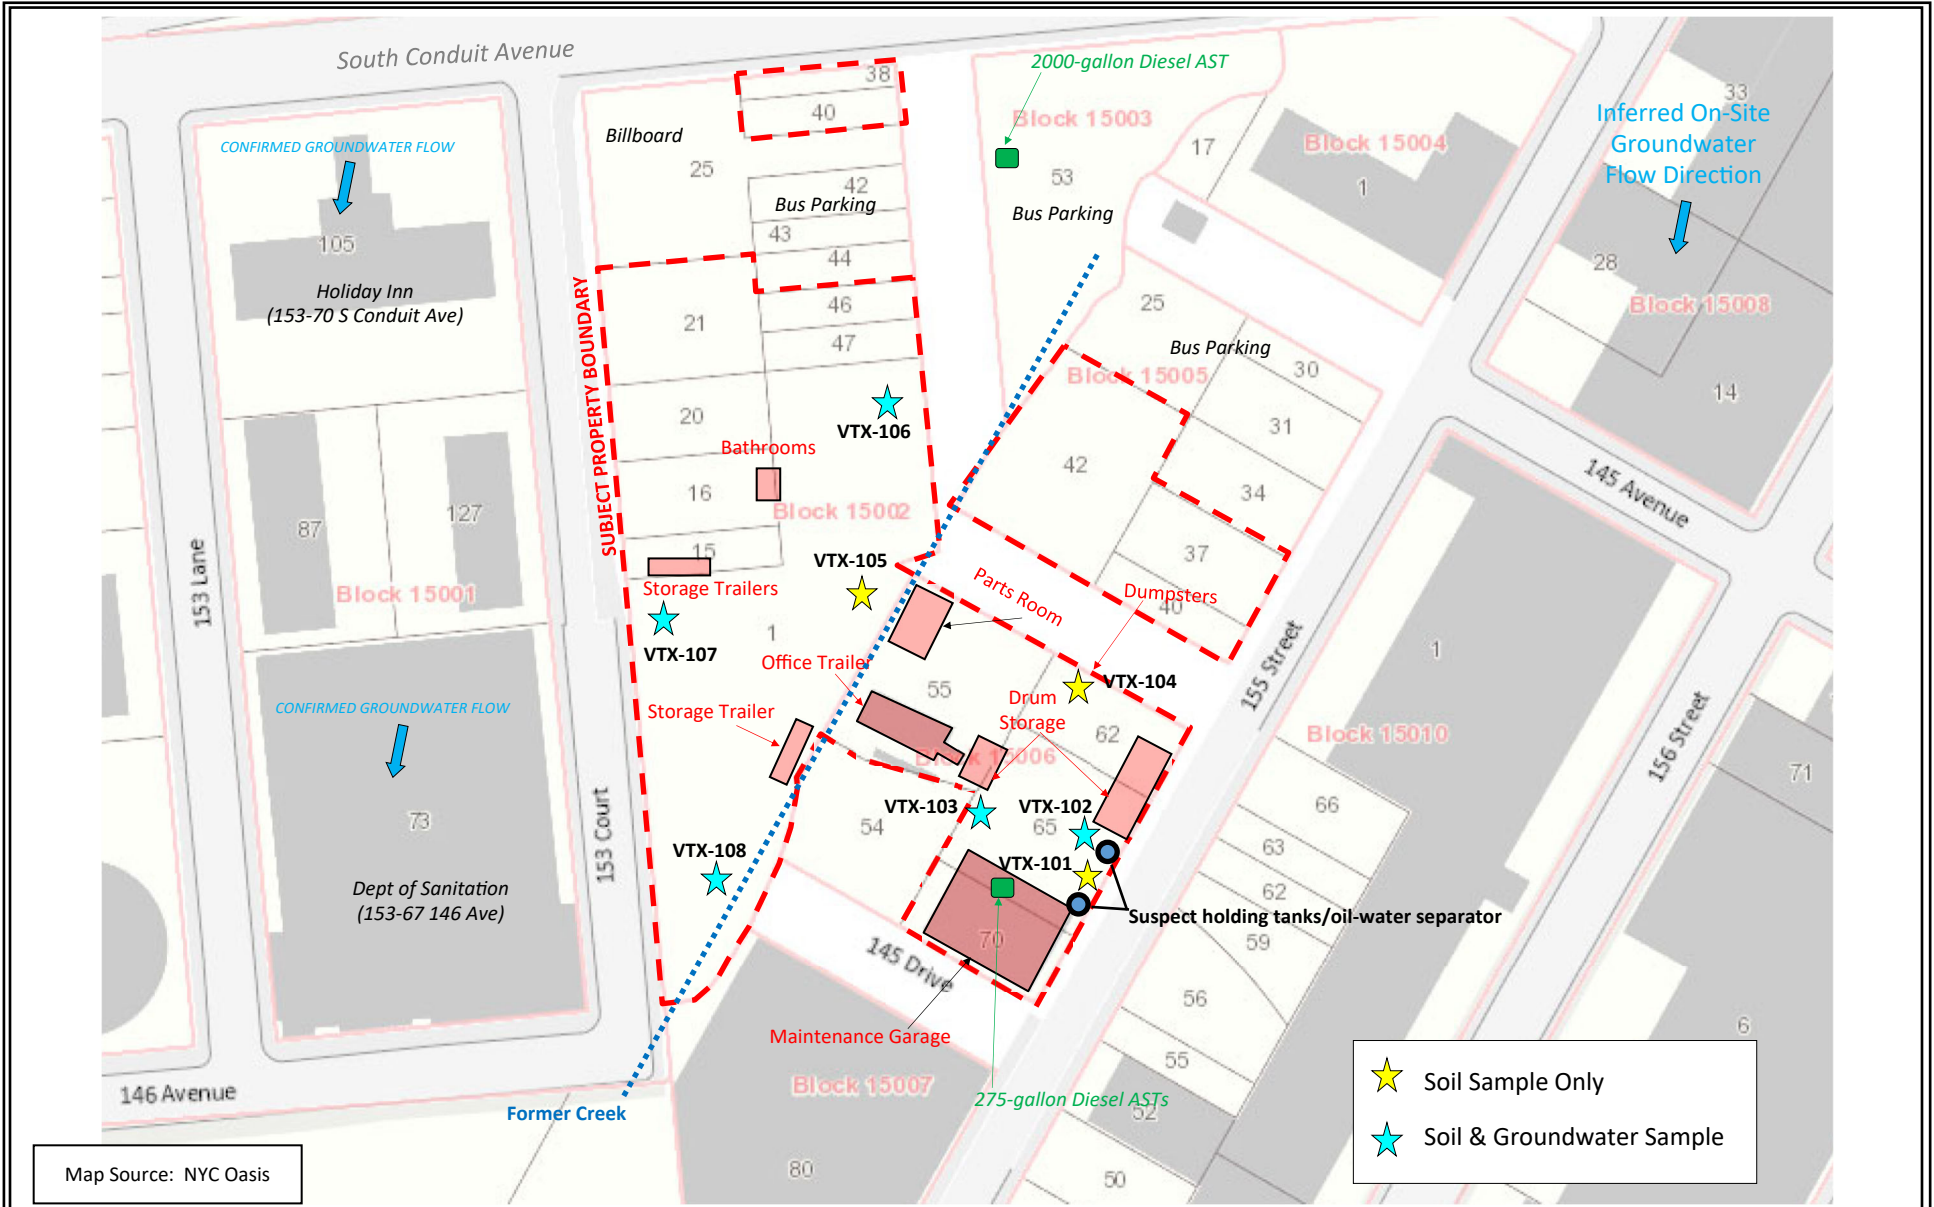 South Conduit Avenue
2000-gallon Diesel AST
38
40
Block 15003
33
Inferred On-Site
Groundwater
Flow Direction
CONFIRMED GROUNDWATER FLOW
Billboard
25
17
Block 15004
1
42
Bus Parking
53
Bus Parking
43
44
105
Holiday Inn
(153-70 S Conduit Ave)
28
Block 15008
14
SUBJECT PROPERTY BOUNDARY
21
46
47
25
Bus Parking
30
Block 15005
31
20
VTX-106
Bathrooms
42
34
145 Avenue
16
Block 15002
87
127
15
37
153 Lane
Block 15001
Storage Trailers
VTX-105
Parts Room
Dumpsters
40
1
VTX-107
Office Trailer
55
VTX-104
155 Street
1
CONFIRMED GROUNDWATER FLOW
Storage Trailer
Drum
Storage
62
Block 15006
Block 15010
156 Street
71
73
153 Court
54
VTX-103
VTX-102
65
66
63
VTX-108
VTX-101
62
Dept of Sanitation
(153-67 146 Ave)
Suspect holding tanks/oil-water separator
70
59
145 Drive
56
6
Maintenance Garage
55
146 Avenue
Former Creek
Block 15007
275-gallon Diesel ASTs
52
80
50
Soil Sample Only
Soil & Groundwater Sample
Map Source: NYC Oasis